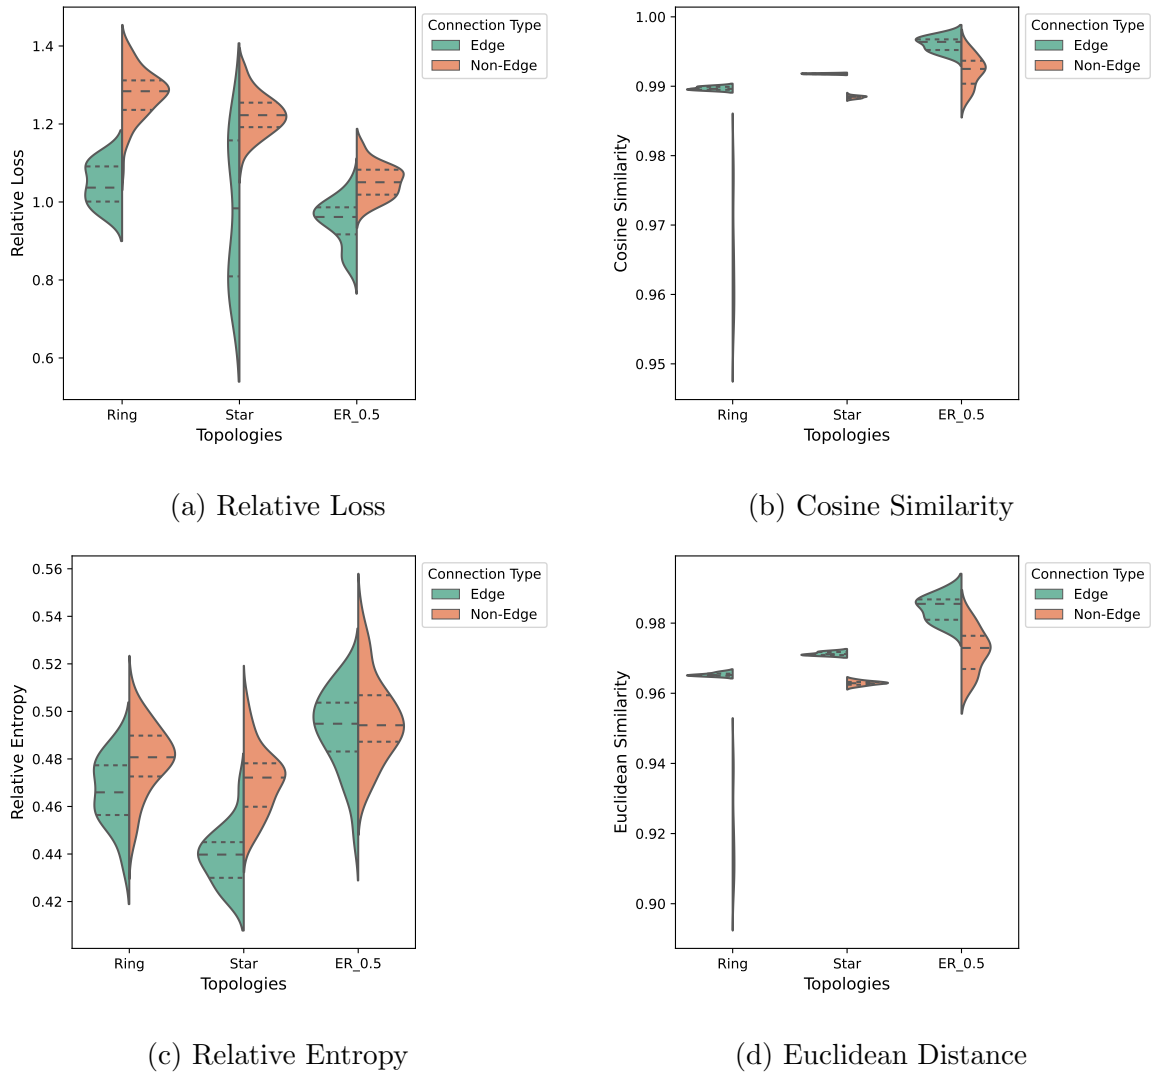 Connection Type
Edge
Non-Edge
1.4
1.2
1.0
0.8
0.6
Relative Loss
Ring
Star
ER_0.5
Topologies
(a) Relative Loss
Connection Type
Edge
Non-Edge
1.00
0.99
0.98
0.97
0.96
0.95
Cosine Similarity
Ring
Star
ER_0.5
Topologies
(b) Cosine Similarity
Connection Type
Edge
Non-Edge
0.56
0.54
0.52
0.50
0.48
0.46
0.44
0.42
Relative Entropy
Ring
Star
ER_0.5
Topologies
(c) Relative Entropy
Connection Type
Edge
Non-Edge
0.98
0.96
0.94
0.92
0.90
Euclidean Similarity
Ring
Star
ER_0.5
Topologies
(d) Euclidean Distance